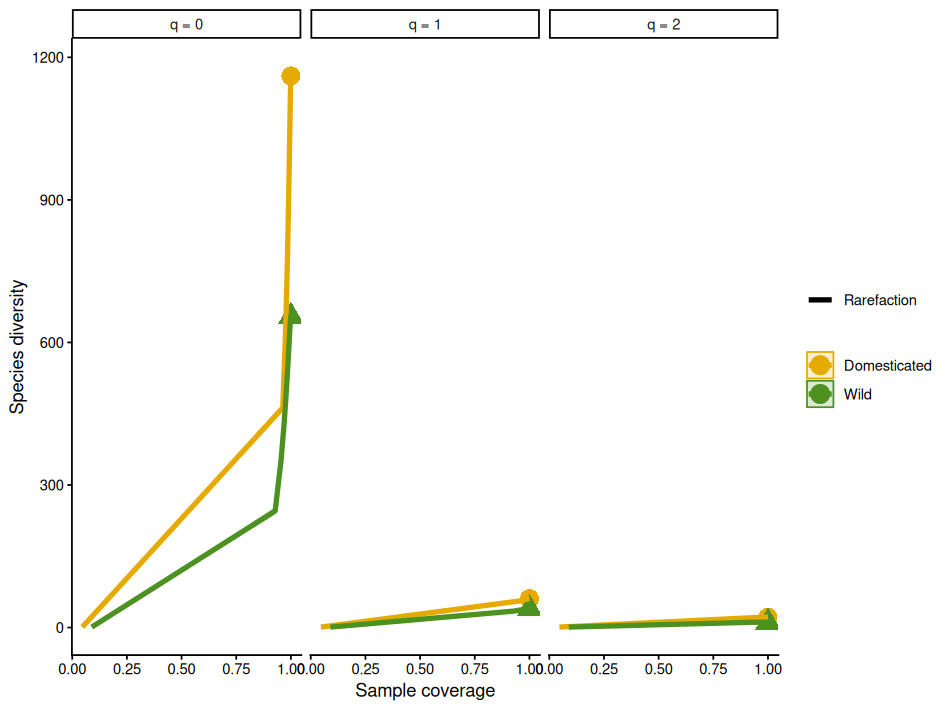 q = 0 q = 1 q = 2
1200
900
600
300
0
Species diversity
0.00 0.25 0.50 0.75 1.00 0.00 0.25 0.50 0.75 1.00 0.00 0.25 0.50 0.75 1.00
Sample coverage
Rarefaction
Domesticated
Wild